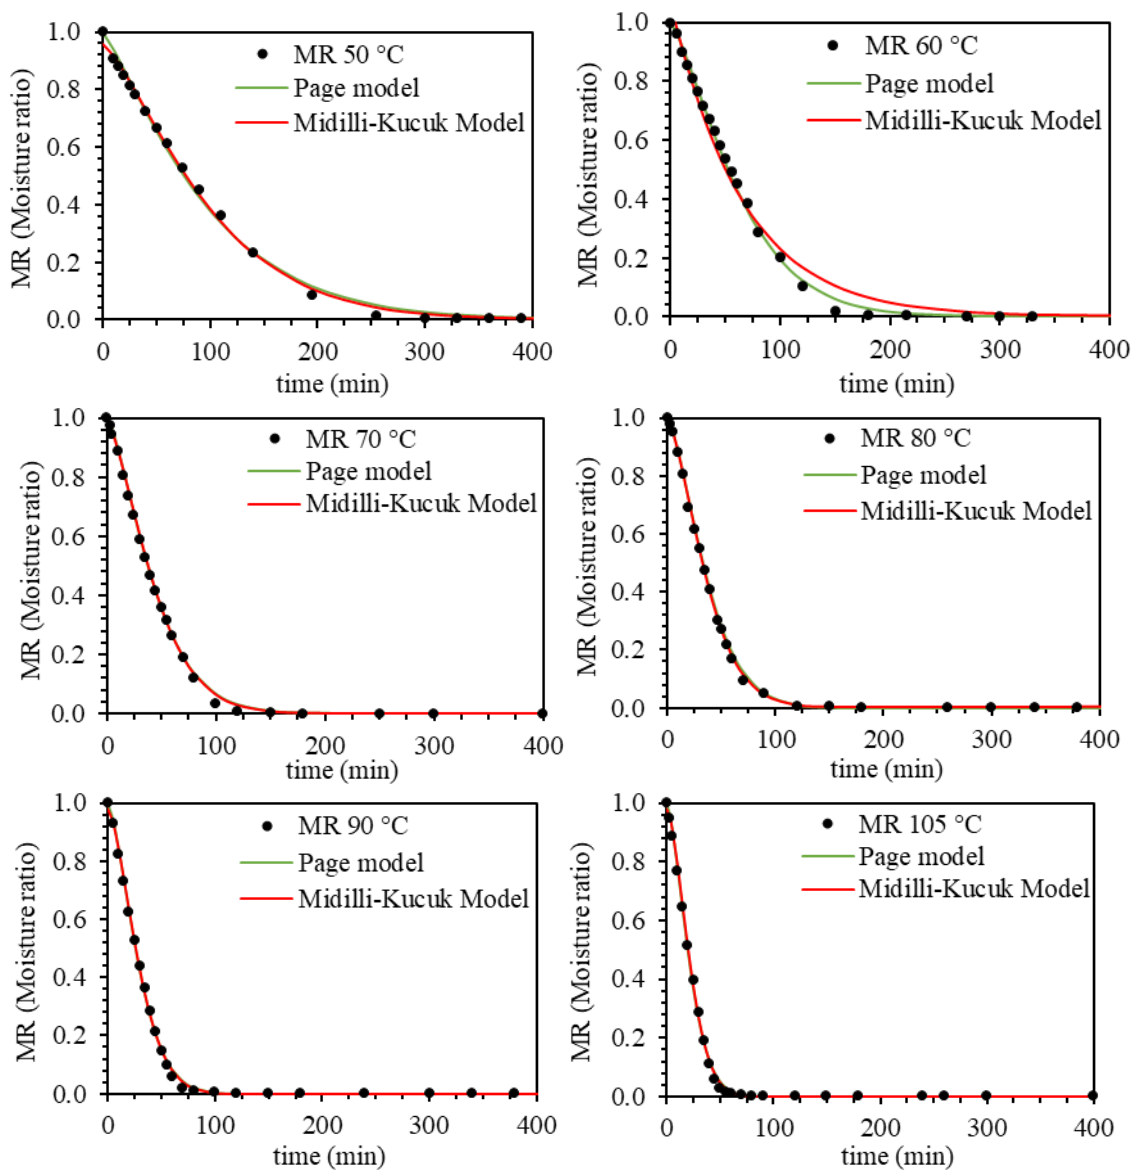 MR (Moisture ratio)
1.0
0.8
0.6
0.4
0.2
0.0
MR 50 °C
Page model
Midilli-Kucuk Model
0 100 200 300 400
time (min)
MR (Moisture ratio)
1.0
0.8
0.6
0.4
0.2
0.0
MR 60 °C
Page model
Midilli-Kucuk Model
0 100 200 300 400
time (min)
MR (Moisture ratio)
1.0
0.8
0.6
0.4
0.2
0.0
MR 70 °C
Page model
Midilli-Kucuk Model
0 100 200 300 400
time (min)
MR (Moisture ratio)
1.0
0.8
0.6
0.4
0.2
0.0
MR 80 °C
Page model
Midilli-Kucuk Model
0 100 200 300 400
time (min)
MR (Moisture ratio)
1.0
0.8
0.6
0.4
0.2
0.0
MR 90 °C
Page model
Midilli-Kucuk Model
0 100 200 300 400
time (min)
MR (Moisture ratio)
1.0
0.8
0.6
0.4
0.2
0.0
MR 105 °C
Page model
Midilli-Kucuk Model
0 100 200 300 400
time (min)